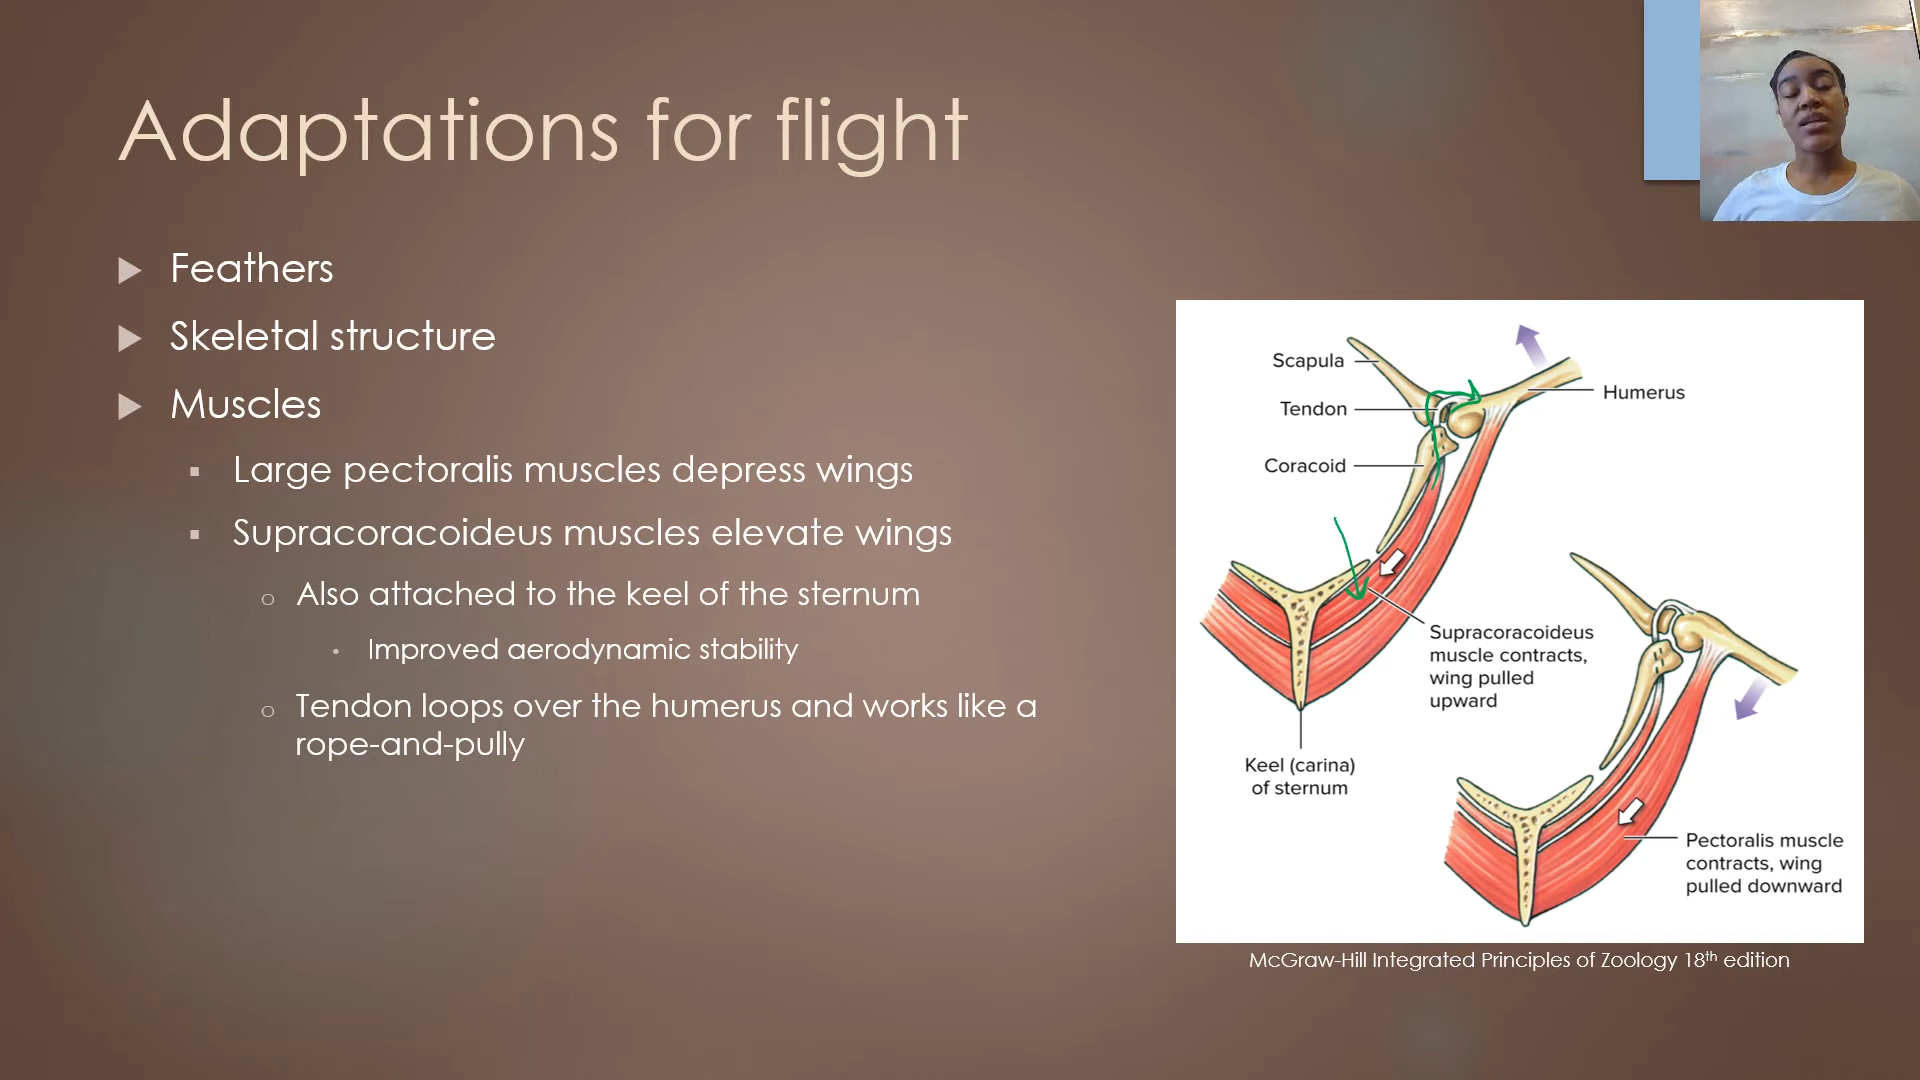 Adaptations for flight
Feathers
Skeletal structure
Muscles
Large pectoralis muscles depress wings
Supracoracoideus muscles elevate wings
Also attached to the keel of the sternum
Improved aerodynamic stability
Tendon loops over the humerus and works like a
rope-and-pully
Scapula
Tendon
Coracoid
Humerus
Supracoracoideus
muscle contracts,
wing pulled
upward
Keel (carina)
of sternum
Pectoralis muscle
contracts, wing
pulled downward
McGraw-Hill Integrated Principles of Zoology 18th edition